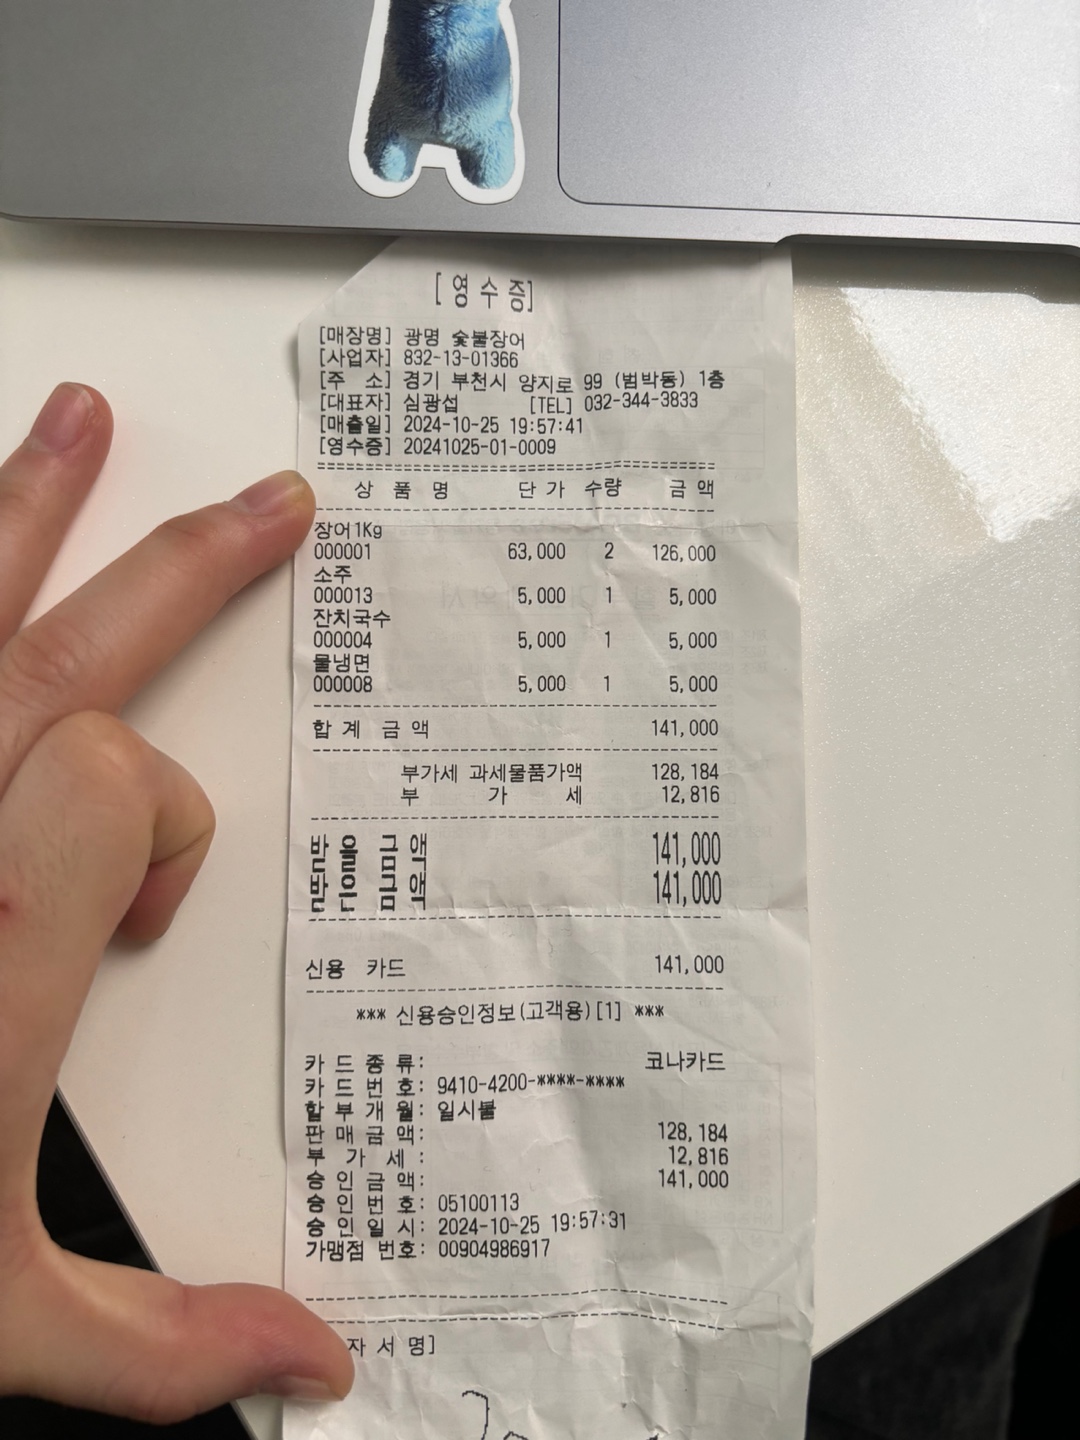 [영수증]
[매장명] 광명 숯불장어
[사업자] 832-13-01366
[주 소] 경기 부천시 양지로 99 (범박동) 1층
[대표자] 심광섭 [TEL] 032-344-3833
[매출일] 2024-10-25 19:57:41
[영수증] 20241025-01-0009
상 품 명 단 가 수량 금 액
장어1Kg
000001 63,000 2 126,000
소주
000013 5,000 1 5,000
잔치국수
000004 5,000 1 5,000
물냉면
000008 5,000 1 5,000
합 계 금 액 141,000
부가세 과세물품가액 128,184
부 가 세 12,816
받 을 금 액 141,000
받 은 금 액 141,000
신용 카드 141,000
*** 신용승인정보(고객용)[1] ***
카 드 종 류: 코나카드
카 드 번 호: 9410-4200-****-****
할 부 개 월: 일시불
판 매 금 액: 128,184
부 가 세 : 12,816
승 인 금 액: 141,000
승 인 번 호: 05100113
승 인 일 시: 2024-10-25 19:57:31
가맹점 번호: 00904986917
자 서 명]